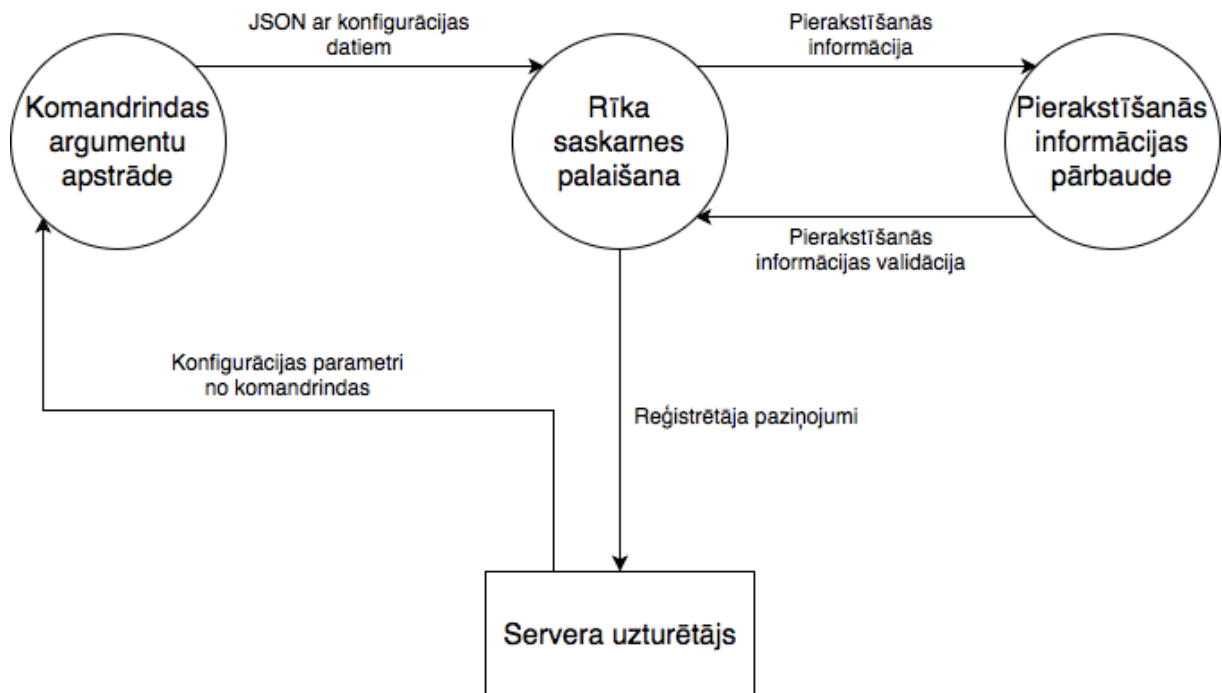 JSON ar konfigurācijas
datiem
Pierakstīšanās
informācija
Komandrindas
argumentu
apstrāde
Rīka
saskarnes
palaišana
Pierakstīšanās
informācijas
pārbaude
Pierakstīšanās
informācijas validācija
Konfigurācijas parametri
no komandrindas
Reģistrētāja paziņojumi
Servera uzturētājs